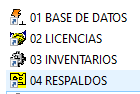 01 BASE DE DATOS
02 LICENCIAS
03 INVENTARIOS
04 RESPALDOS